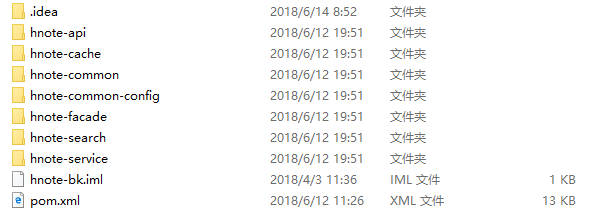 .idea 2018/6/14 8:52 文件夹
hnote-api 2018/6/12 19:51 文件夹
hnote-cache 2018/6/12 19:51 文件夹
hnote-common 2018/6/12 19:51 文件夹
hnote-common-config 2018/6/12 19:51 文件夹
hnote-facade 2018/6/12 19:51 文件夹
hnote-search 2018/6/12 19:51 文件夹
hnote-service 2018/6/12 19:51 文件夹
hnote-bk.iml 2018/4/3 11:36 IML 文件 1 KB
pom.xml 2018/6/12 11:26 XML 文件 13 KB